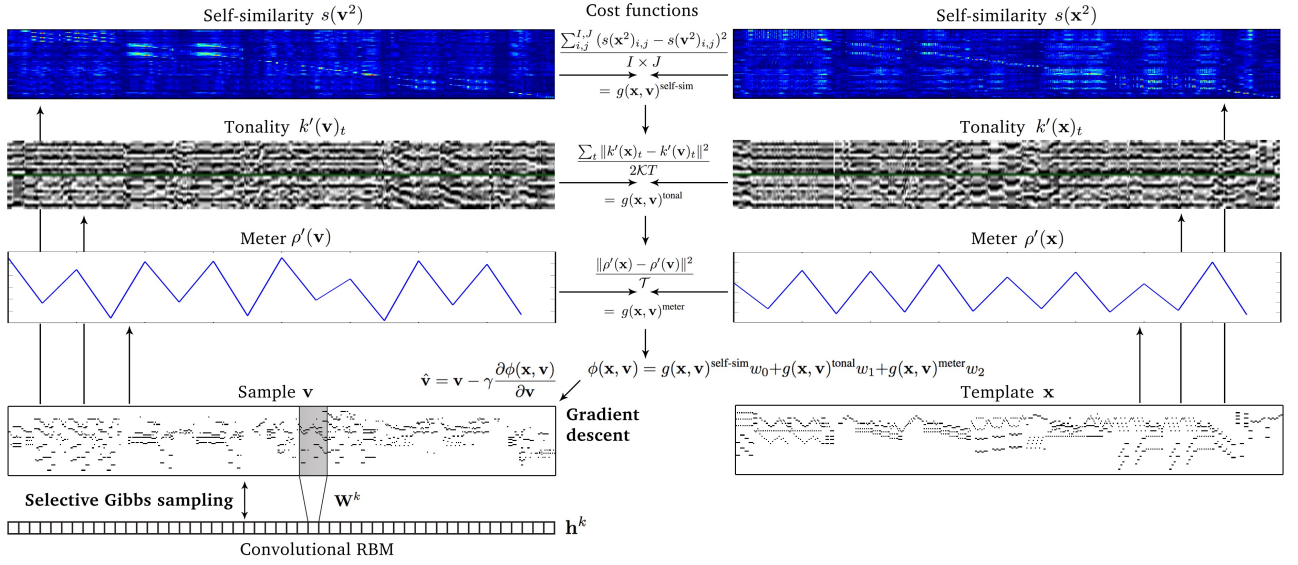 Self-similarity s(v²)
Cost functions
Self-similarity s(x²)
∑_{i,j}^{I,J} (s(x²)_{i,j} − s(v²)_{i,j})²
I × J
= g(x, v)^{self-sim}
Tonality k′(v)_t
Tonality k′(x)_t
∑_t ‖k′(x)_t − k′(v)_t‖²
2𝒦T
= g(x, v)^{tonal}
Meter ρ′(v)
Meter ρ′(x)
‖ρ′(x) − ρ′(v)‖²
𝒯
= g(x, v)^{meter}
v̂ = v − γ ∂φ(x, v)/∂v
φ(x, v) = g(x, v)^{self-sim}w₀+g(x, v)^{tonal}w₁+g(x, v)^{meter}w₂
Sample v
Template x
Gradient
descent
Selective Gibbs sampling
W^k
h^k
Convolutional RBM